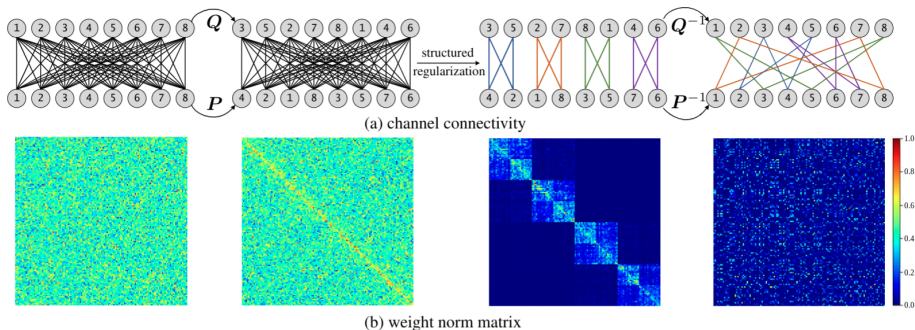 1 2 3 4 5 6 7 8 Q 3 5 2 7 8 1 4 6 3 5 2 7 8 1 4 6 Q⁻¹ 1 2 3 4 5 6 7 8
structured
regularization
1 2 3 4 5 6 7 8 P 4 2 1 8 3 5 7 6 4 2 1 8 3 5 7 6 P⁻¹ 1 2 3 4 5 6 7 8
(a) channel connectivity
1.0
0.8
0.6
0.4
0.2
0.0
(b) weight norm matrix